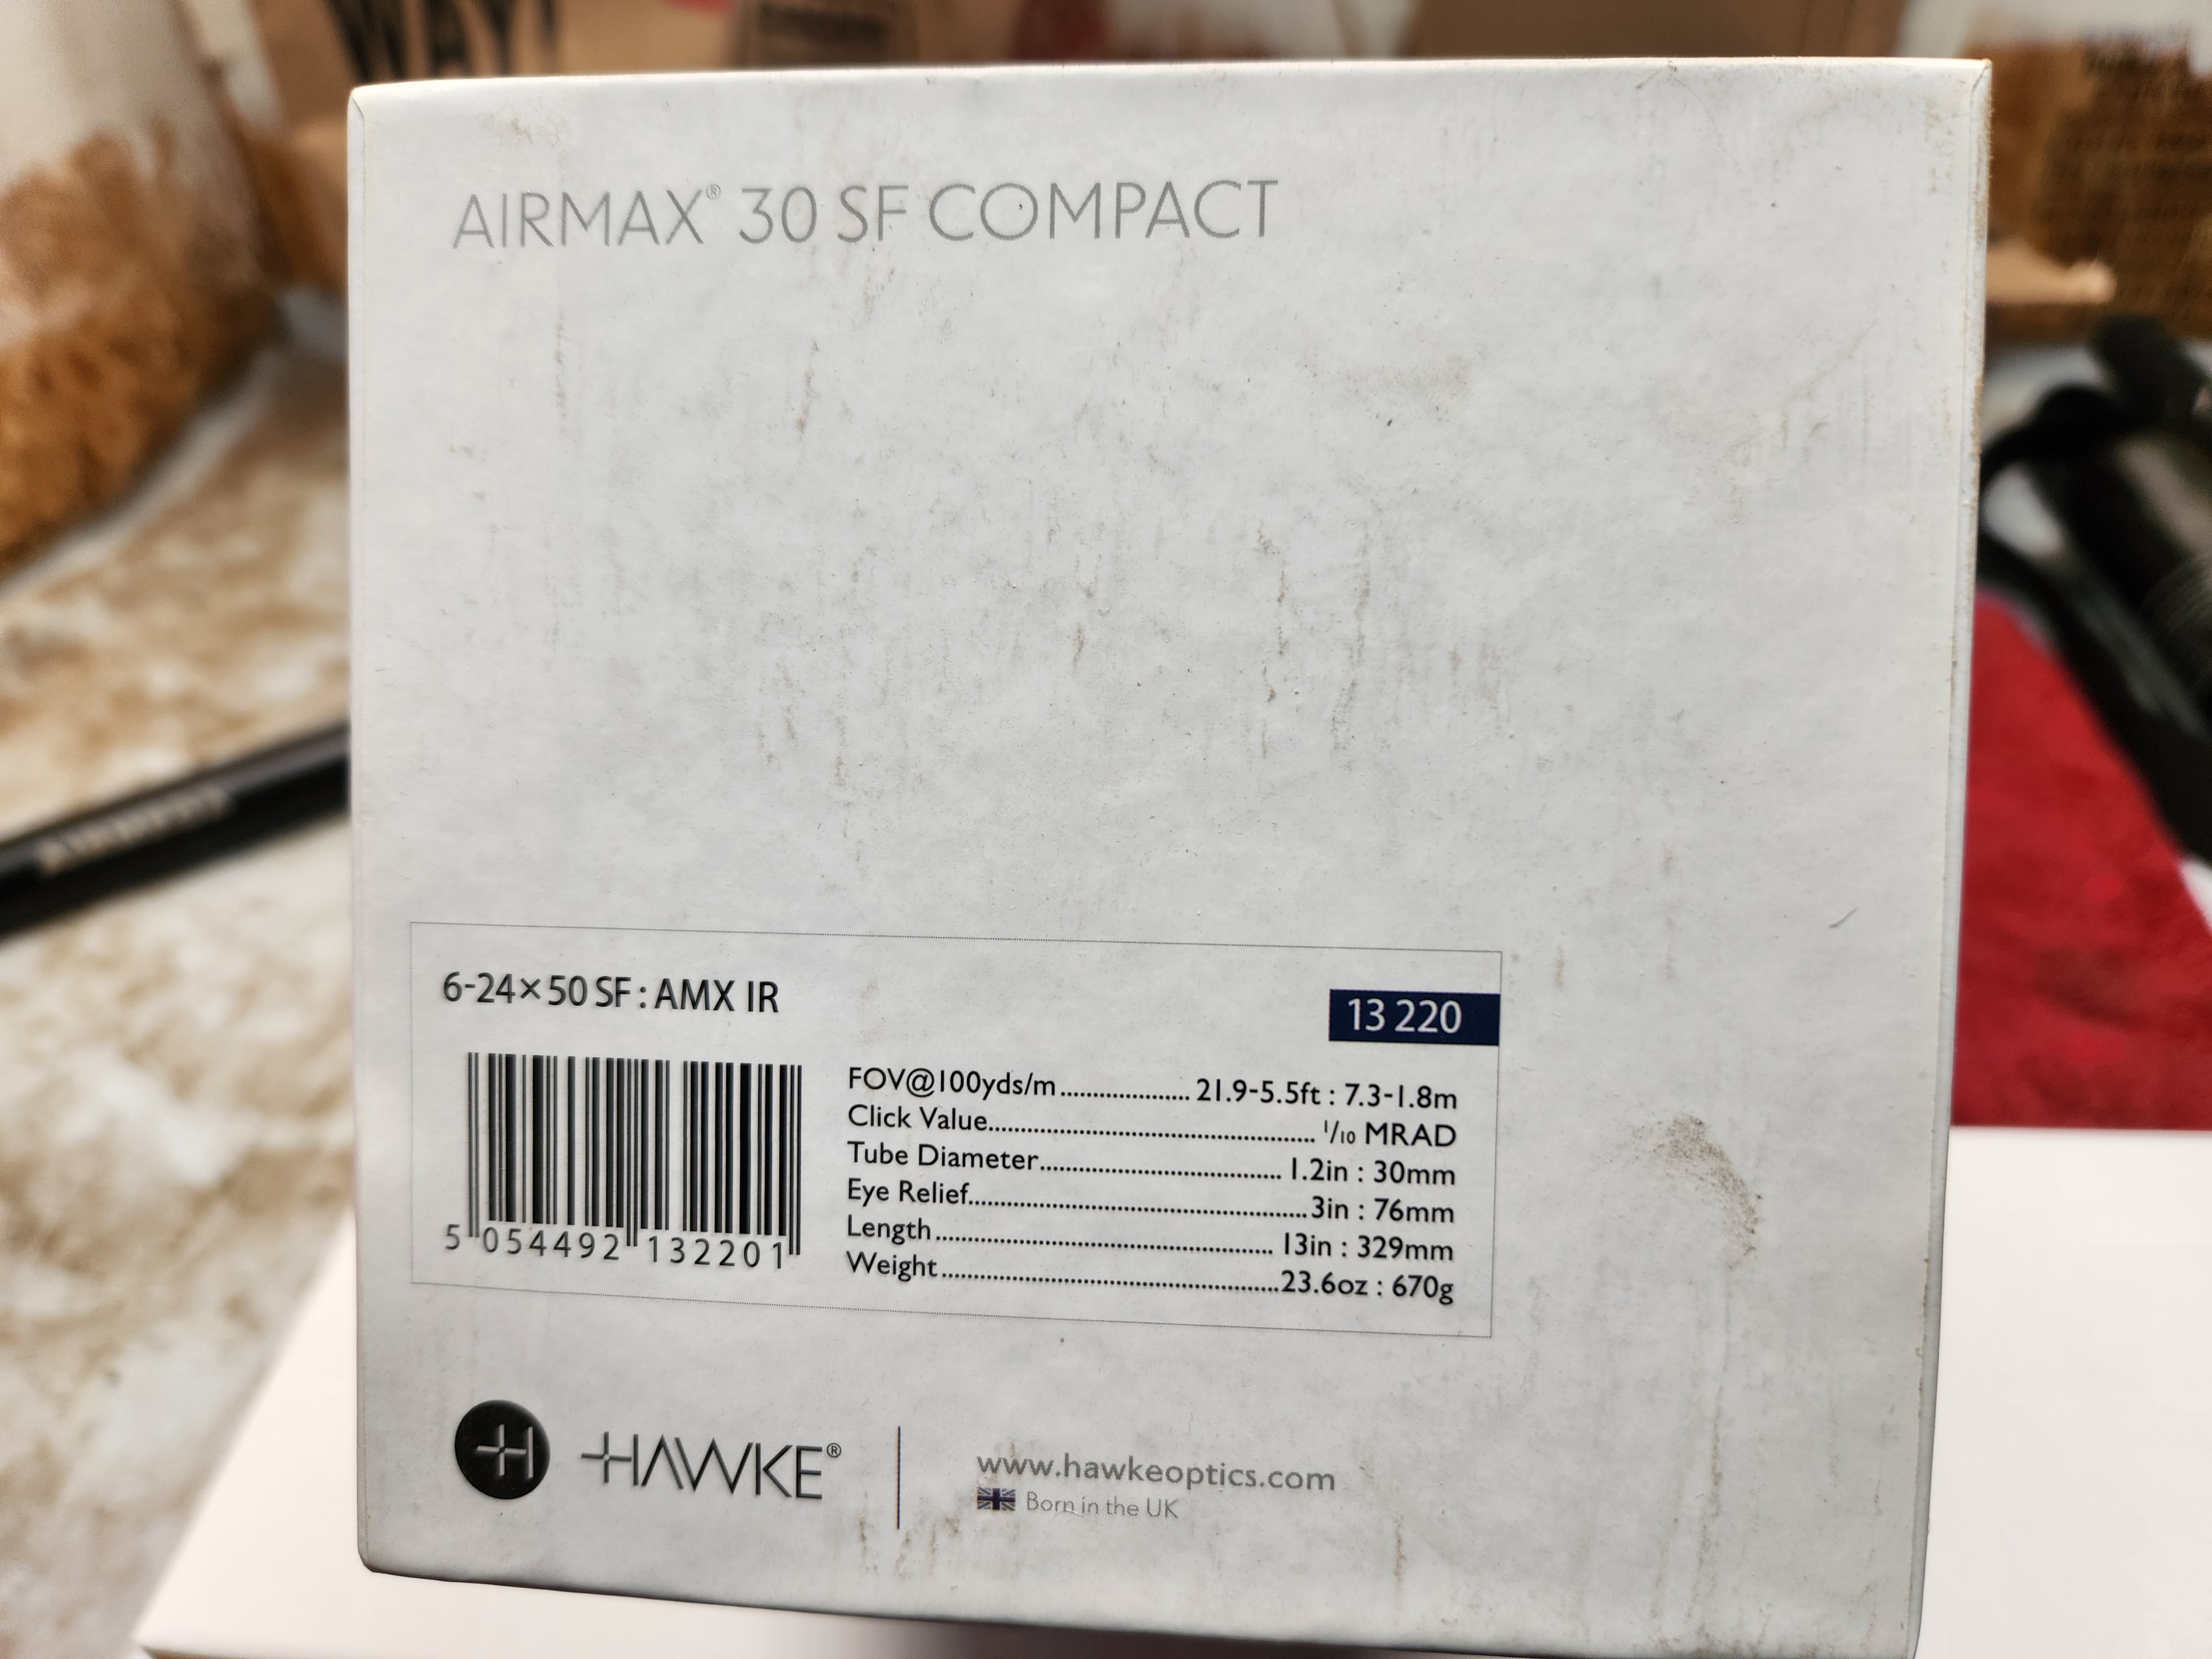 WAY!
AIRMAX® 30 SF COMPACT
6-24×50 SF : AMX IR
13 220
FOV@100yds/m.................... 21.9-5.5ft : 7.3-1.8m
Click Value.................................................... 1/10 MRAD
Tube Diameter...................................... 1.2in : 30mm
Eye Relief.....................................................3in : 76mm
Length..................................................... 13in : 329mm
Weight.....................................................23.6oz : 670g
5 054492 132201
HAWKE®
www.hawkeoptics.com
Born in the UK